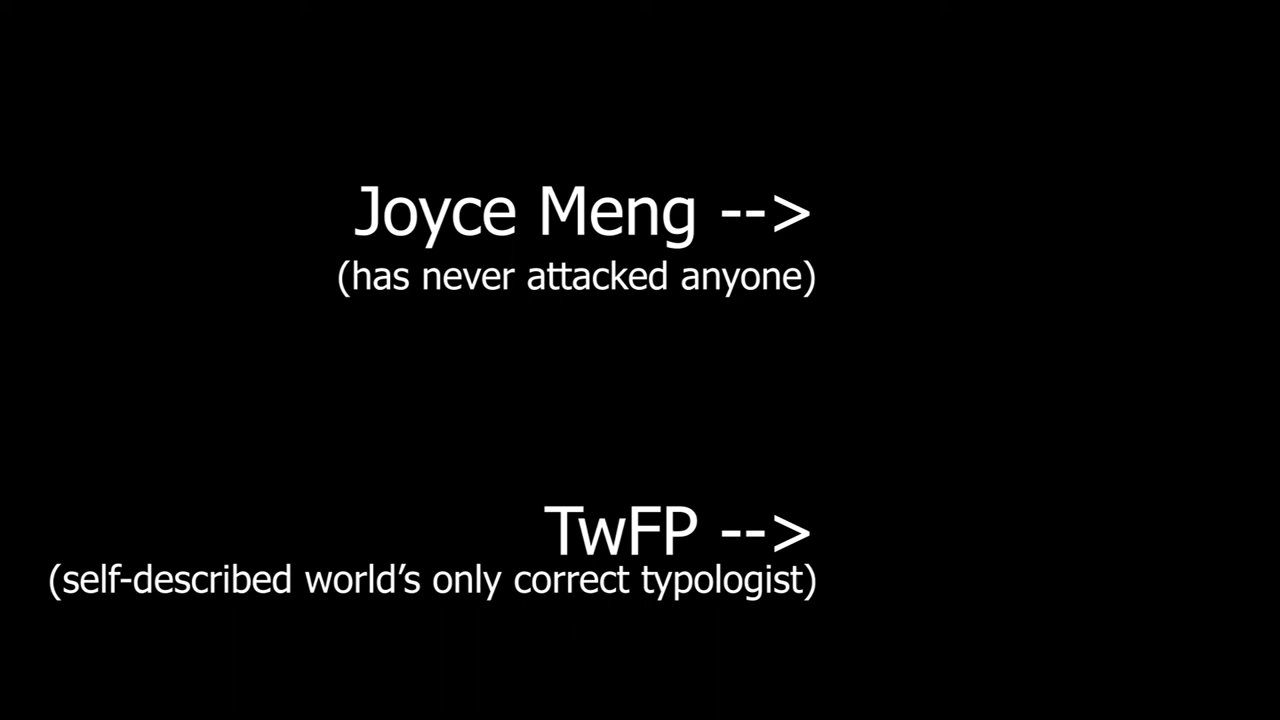 Joyce Meng -->
(has never attacked anyone)
TwFP -->
(self-described world’s only correct typologist)